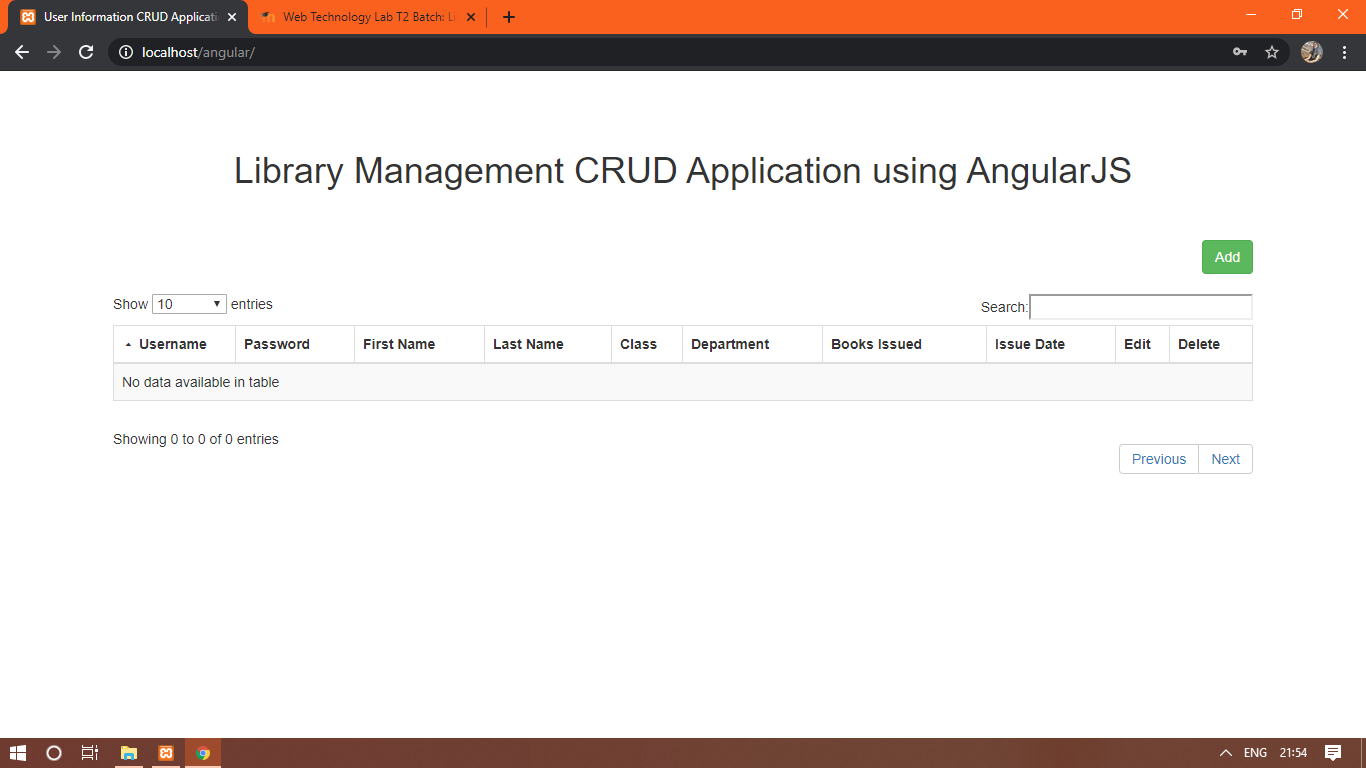 User Information CRUD Applicati
Web Technology Lab T2 Batch: Li
localhost/angular/
Library Management CRUD Application using AngularJS
Add
Show 10 entries
Search:
Username Password First Name Last Name Class Department Books Issued Issue Date Edit Delete
No data available in table
Showing 0 to 0 of 0 entries
Previous Next
ENG 21:54